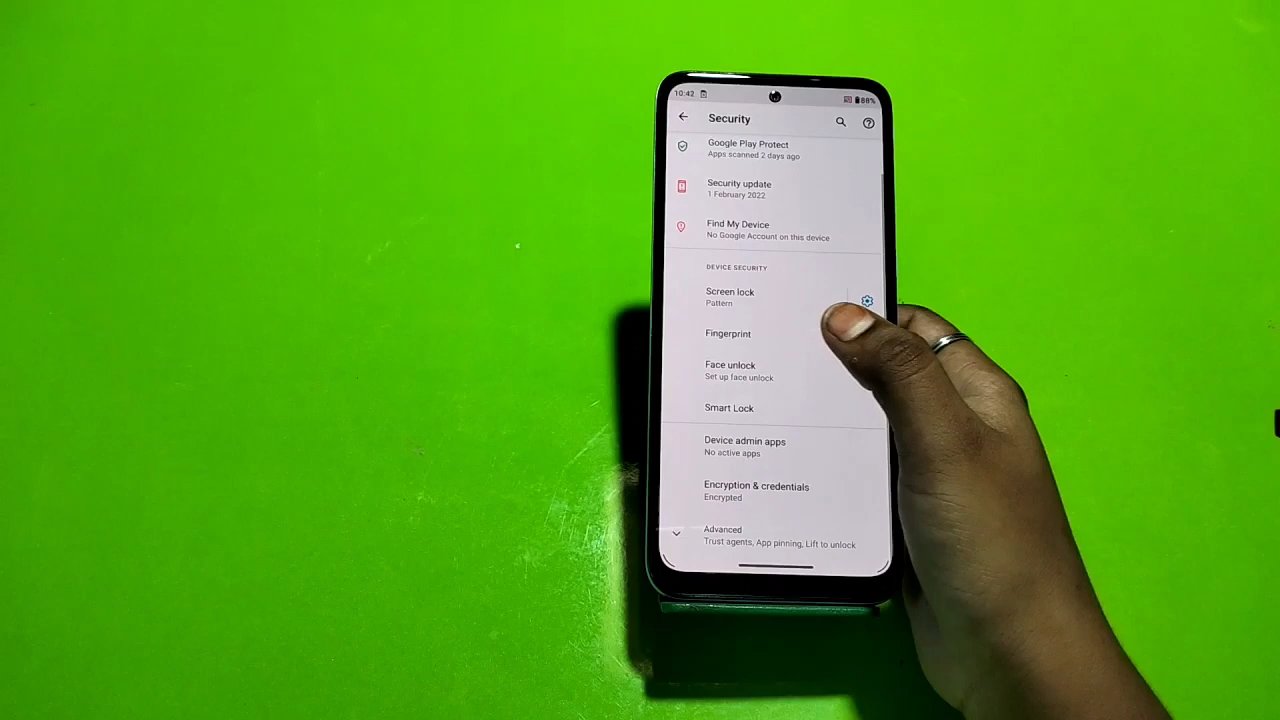 10:42
88%
Security
Google Play Protect
Apps scanned 2 days ago
Security update
1 February 2022
Find My Device
No Google Account on this device
DEVICE SECURITY
Screen lock
Pattern
Fingerprint
Face unlock
Set up face unlock
Smart Lock
Device admin apps
No active apps
Encryption & credentials
Encrypted
Advanced
Trust agents, App pinning, Lift to unlock